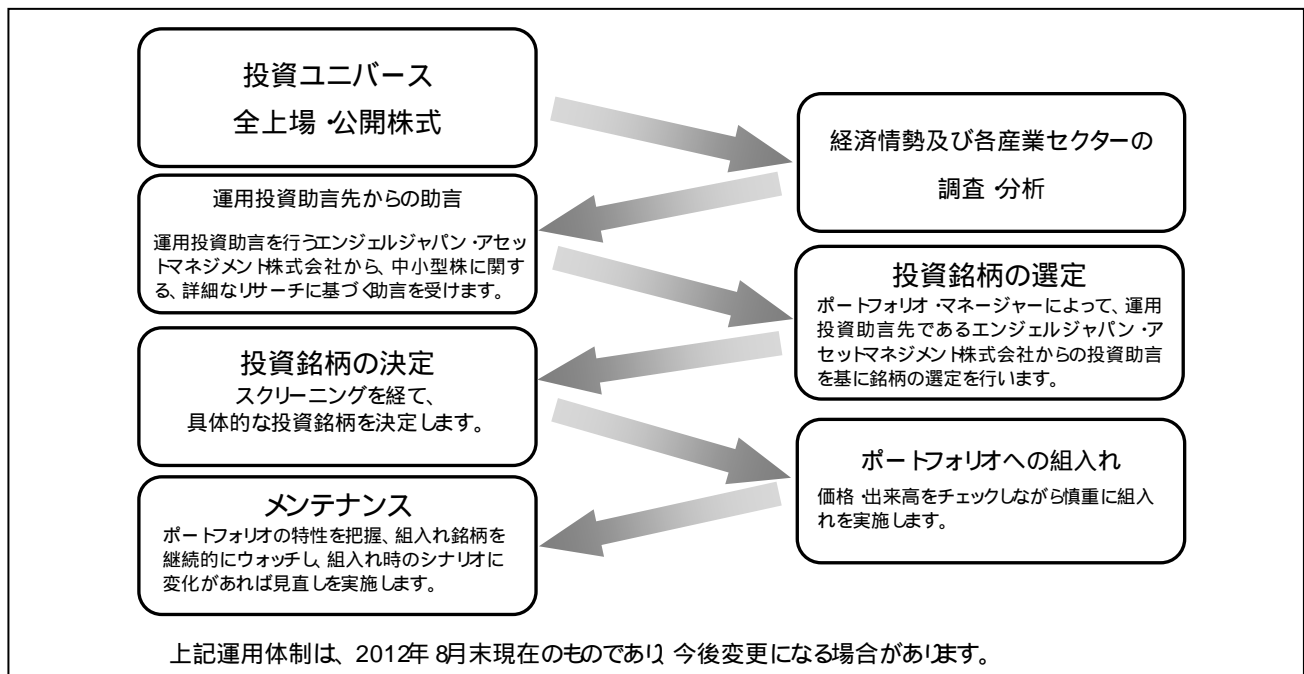 投資ユニバース
全上場・公開株式
経済情勢及び各産業セクターの
調査・分析
運用投資助言先からの助言
運用投資助言を行うエンジェルジャパン・アセッ
トマネジメント株式会社から、中小型株に関す
る、詳細なリサーチに基づく助言を受けます。
投資銘柄の選定
ポートフォリオ・マネージャーによって、運用
投資助言先であるエンジェルジャパン・ア
セットマネジメント株式会社からの投資助言
を基に銘柄の選定を行います。
投資銘柄の決定
スクリーニングを経て、
具体的な投資銘柄を決定します。
ポートフォリオへの組入れ
価格・出来高をチェックしながら慎重に組入
れを実施します。
メンテナンス
ポートフォリオの特性を把握、組入れ銘柄を
継続的にウォッチし、組入れ時のシナリオに
変化があれば見直しを実施します。
上記運用体制は、2012年8月末現在のものであり、今後変更になる場合があります。